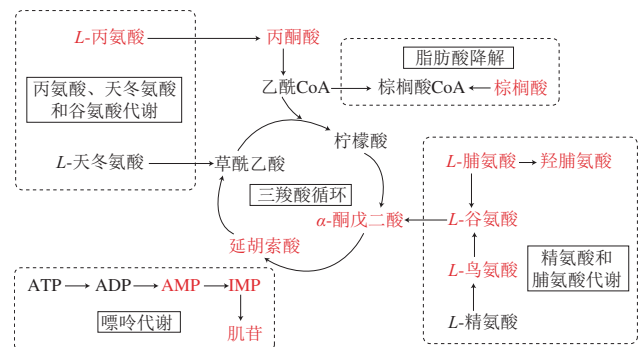 L-丙氨酸
丙酮酸
脂肪酸降解
丙氨酸、天冬氨酸
和谷氨酸代谢
乙酰CoA
棕榈酸CoA
棕榈酸
柠檬酸
L-天冬氨酸
草酰乙酸
L-脯氨酸
羟脯氨酸
三羧酸循环
α-酮戊二酸
L-谷氨酸
延胡索酸
L-鸟氨酸
精氨酸和
脯氨酸代谢
ATP
ADP
AMP
IMP
L-精氨酸
嘌呤代谢
肌苷